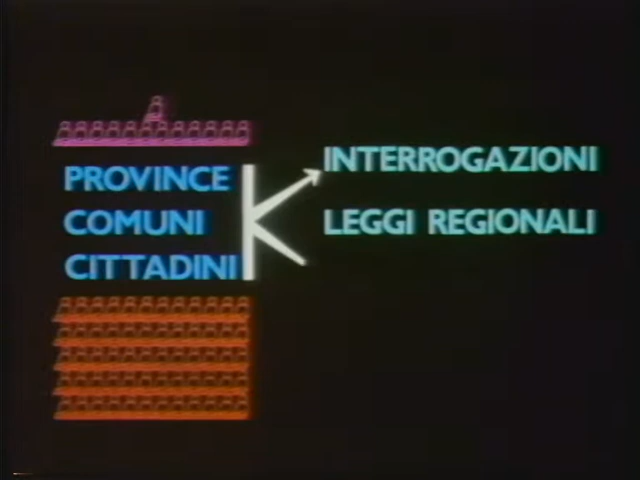 PROVINCE
COMUNI
CITTADINI
INTERROGAZIONI
LEGGI REGIONALI